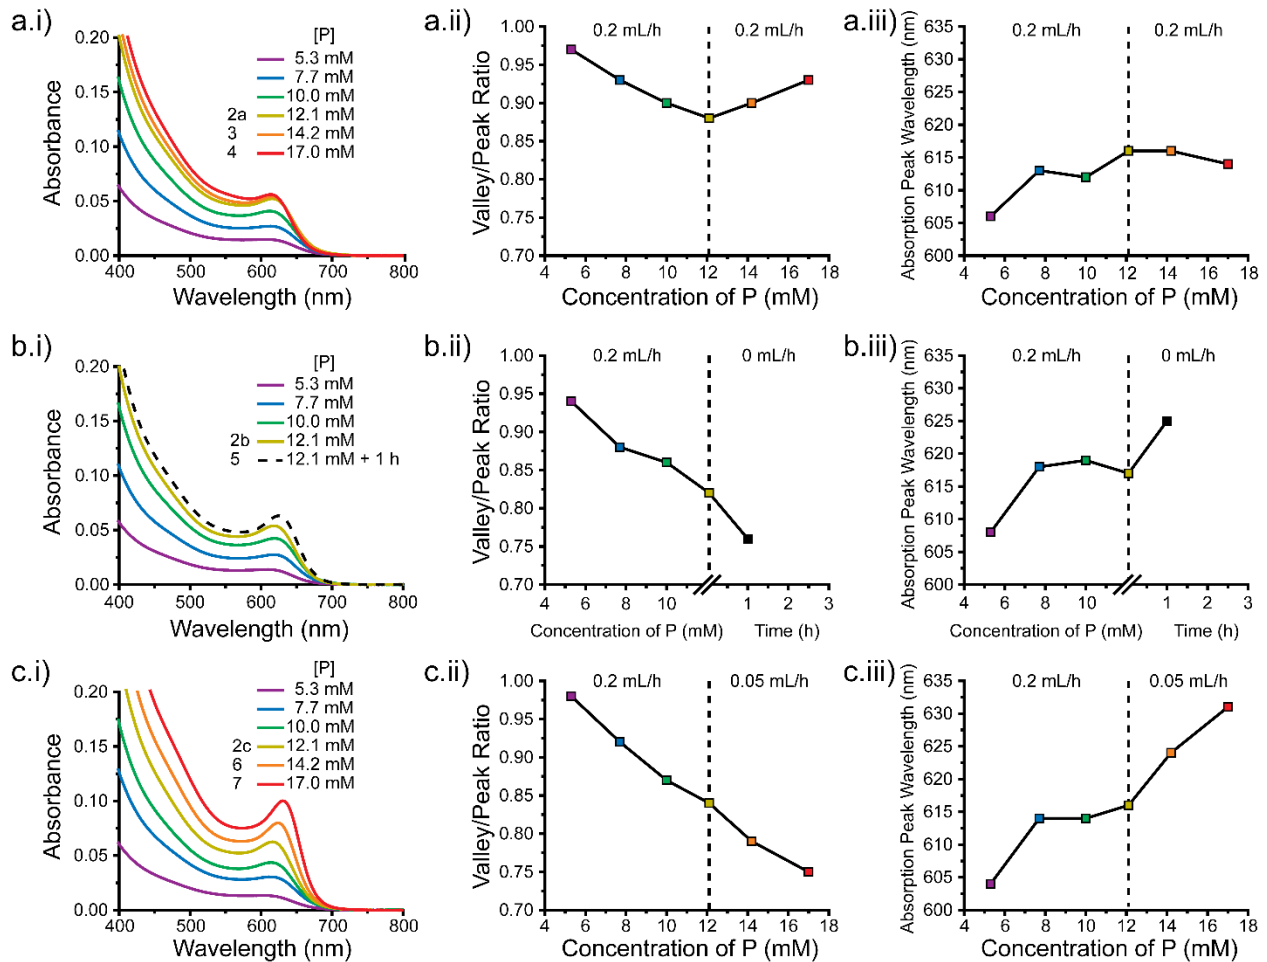 a.i)
Absorbance
0.20
0.15
0.10
0.05
0.00
400 500 600 700 800
Wavelength (nm)
[P]
5.3 mM
7.7 mM
10.0 mM
2a 12.1 mM
3 14.2 mM
4 17.0 mM
a.ii)
Valley/Peak Ratio
1.00
0.95
0.90
0.85
0.80
0.75
0.70
0.2 mL/h 0.2 mL/h
4 6 8 10 12 14 16 18
Concentration of P (mM)
a.iii)
Absorption Peak Wavelength (nm)
635
630
625
620
615
610
605
600
0.2 mL/h 0.2 mL/h
4 6 8 10 12 14 16 18
Concentration of P (mM)
b.i)
Absorbance
0.20
0.15
0.10
0.05
0.00
400 500 600 700 800
Wavelength (nm)
[P]
5.3 mM
7.7 mM
10.0 mM
2b 12.1 mM
5 12.1 mM + 1 h
b.ii)
Valley/Peak Ratio
1.00
0.95
0.90
0.85
0.80
0.75
0.70
0.2 mL/h 0 mL/h
4 6 8 10 1 2 3
Concentration of P (mM) Time (h)
b.iii)
Absorption Peak Wavelength (nm)
635
630
625
620
615
610
605
600
0.2 mL/h 0 mL/h
4 6 8 10 1 2 3
Concentration of P (mM) Time (h)
c.i)
Absorbance
0.20
0.15
0.10
0.05
0.00
400 500 600 700 800
Wavelength (nm)
[P]
5.3 mM
7.7 mM
10.0 mM
2c 12.1 mM
6 14.2 mM
7 17.0 mM
c.ii)
Valley/Peak Ratio
1.00
0.95
0.90
0.85
0.80
0.75
0.70
0.2 mL/h 0.05 mL/h
4 6 8 10 12 14 16 18
Concentration of P (mM)
c.iii)
Absorption Peak Wavelength (nm)
635
630
625
620
615
610
605
600
0.2 mL/h 0.05 mL/h
4 6 8 10 12 14 16 18
Concentration of P (mM)